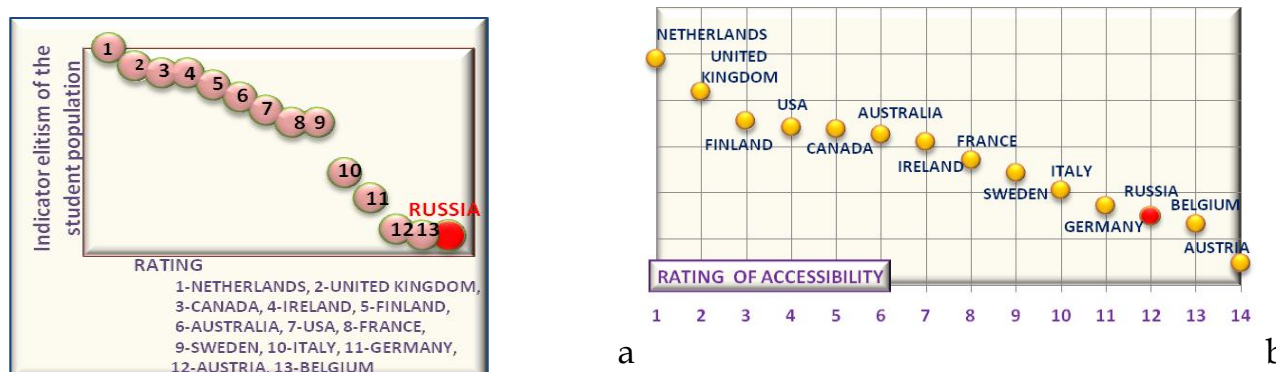 Indicator elitism of the
student population
1
2
3
4
5
6
7
8
9
10
11
12
13
RUSSIA
RATING
1-NETHERLANDS, 2-UNITED KINGDOM,
3-CANADA, 4-IRELAND, 5-FINLAND,
6-AUSTRALIA, 7-USA, 8-FRANCE,
9-SWEDEN, 10-ITALY, 11-GERMANY,
12-AUSTRIA, 13-BELGIUM
a
NETHERLANDS
UNITED
KINGDOM
FINLAND
USA
CANADA
AUSTRALIA
IRELAND
FRANCE
SWEDEN
ITALY
GERMANY
RUSSIA
BELGIUM
AUSTRIA
RATING OF ACCESSIBILITY
1 2 3 4 5 6 7 8 9 10 11 12 13 14
b